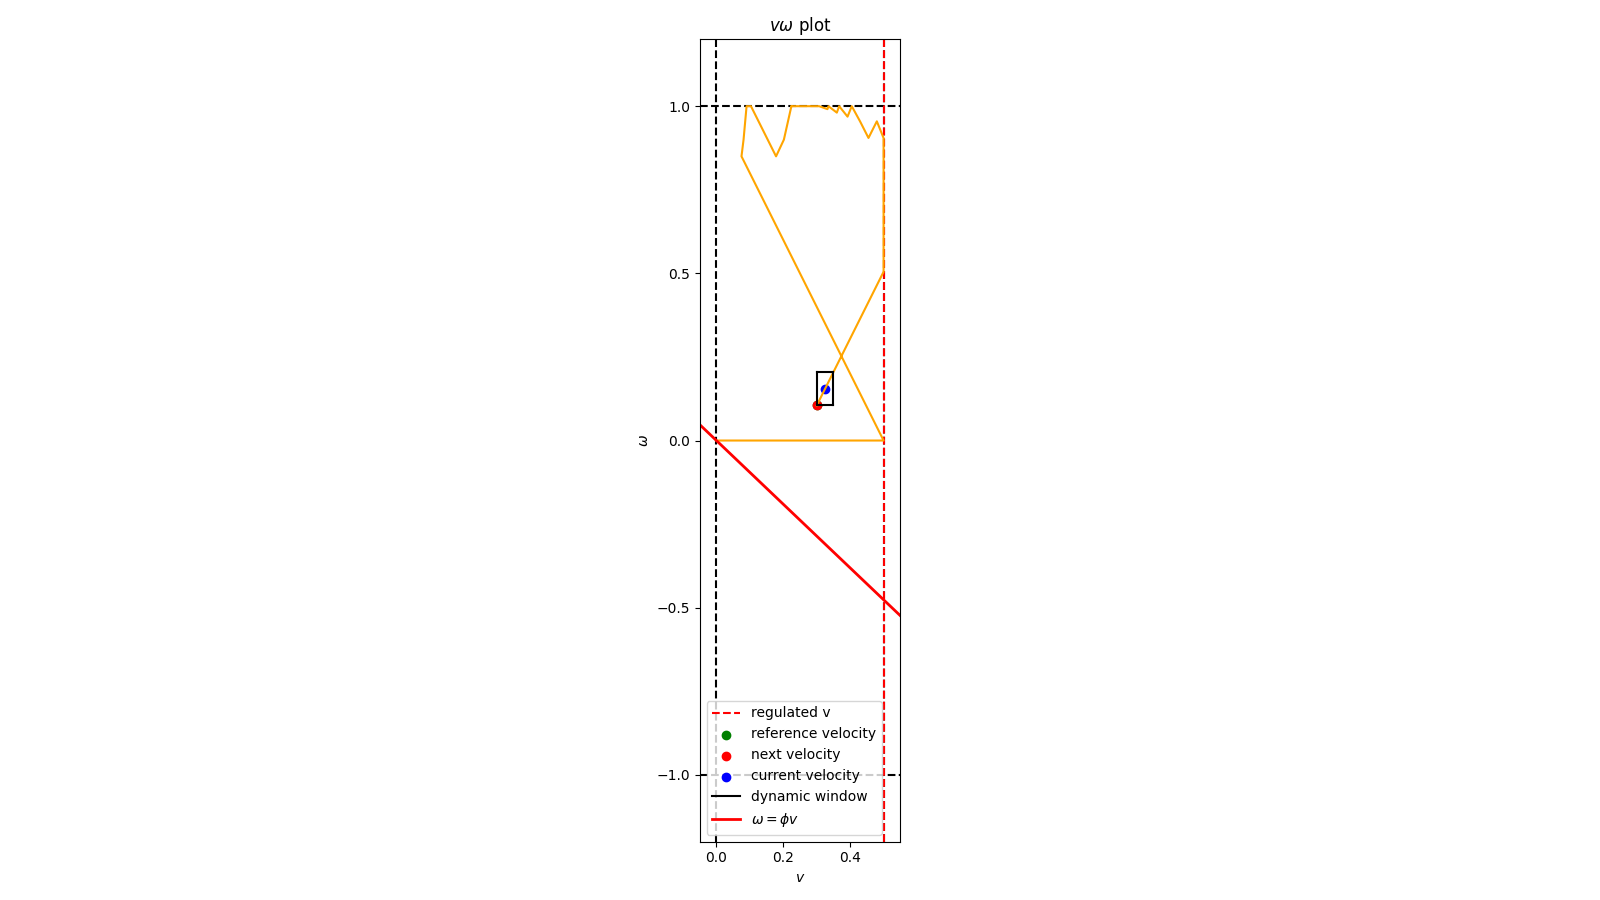 vω plot
1.0
0.5
ω
0.0
−0.5
−1.0
regulated v
reference velocity
next velocity
current velocity
dynamic window
ω = ϕv
0.0 0.2 0.4
v